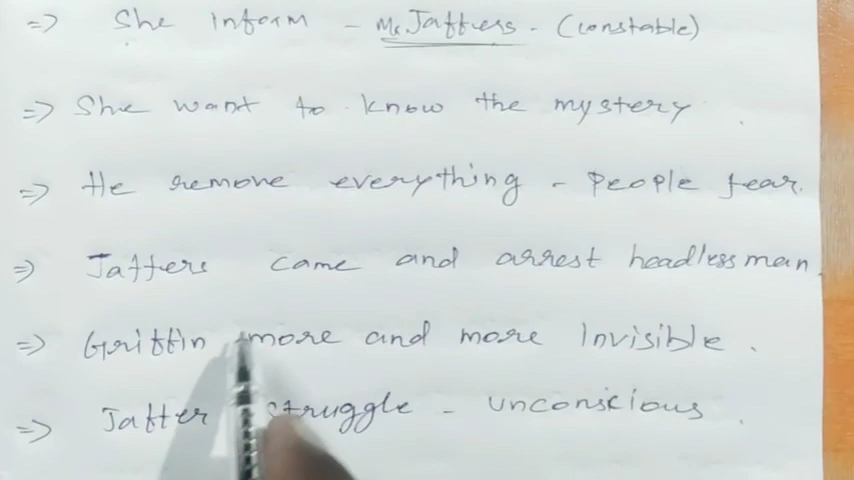 => She inform - Mr. Jaffers - (constable)
=> She want to know the mystery
=> He remove everything - People fear.
=> Jaffers came and arrest headless man.
=> Griffin more and more Invisible.
=> Jaffer struggle - unconscious.